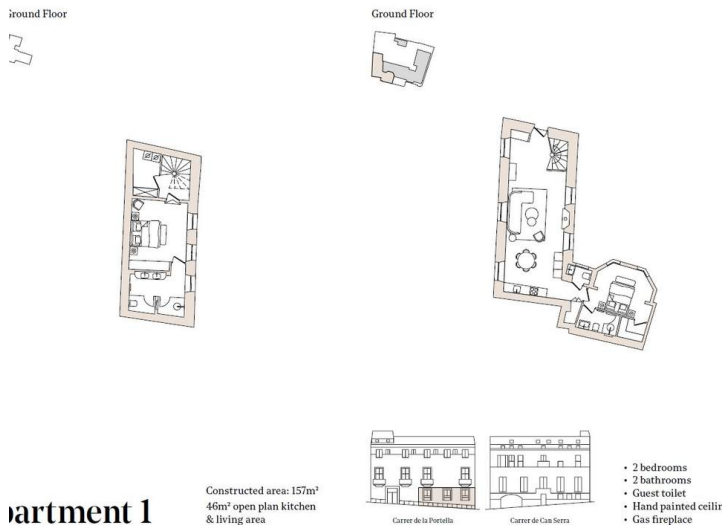 Ground Floor
Ground Floor
partment 1
Constructed area: 157m²
46m² open plan kitchen
& living area
Carrer de la Portella
Carrer de Can Serra
• 2 bedrooms
• 2 bathrooms
• Guest toilet
• Hand painted ceilin
• Gas fireplace